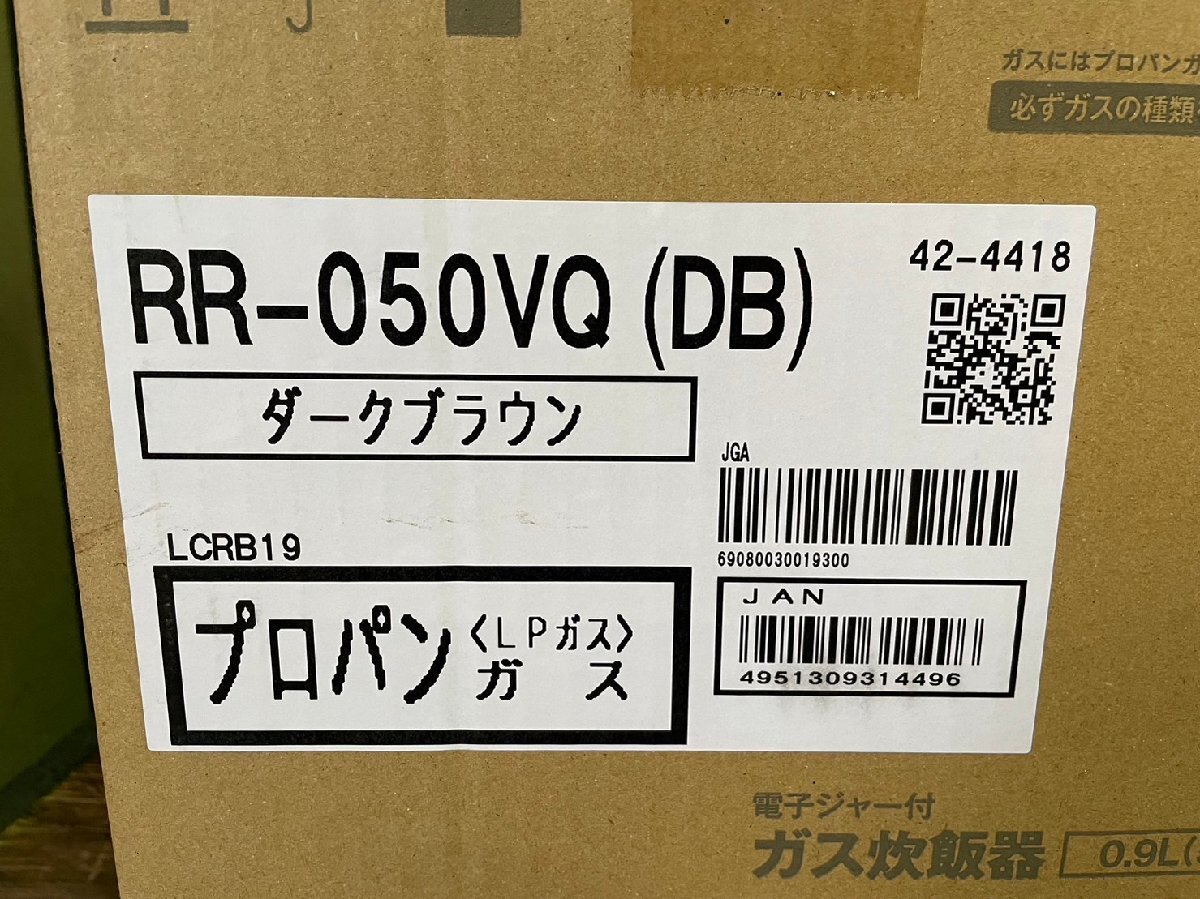 ガスにはプロパンガ
必ずガスの種類
RR-050VQ(DB)
42-4418
ダークブラウン
JGA
69080030019300
LCRB19
プロパン〈LPガス〉
ガス
JAN
4951309314496
電子ジャー付
ガス炊飯器 0.9L(